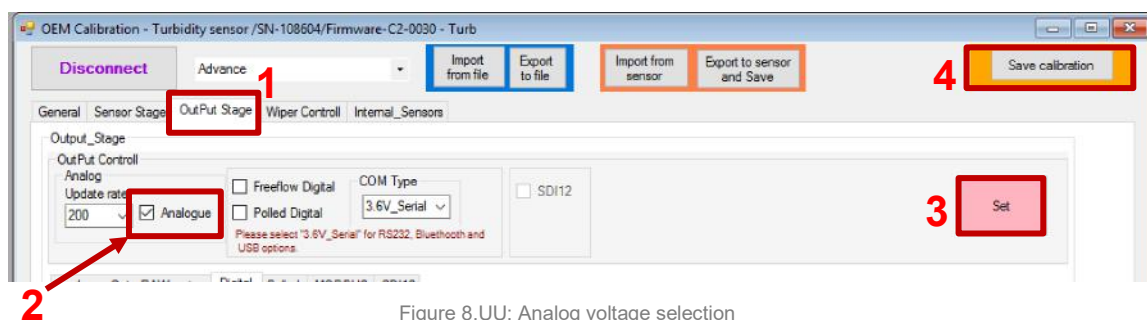 OEM Calibration - Turbidity sensor /SN-108604/Firmware-C2-0030 - Turb
Disconnect
Advance
Import from file
Export to file
Import from sensor
Export to sensor and Save
4
Save calibration
1
General Sensor Stage OutPut Stage Wiper Controll Internal_Sensors
Output_Stage
OutPut Controll
Analog
Update rate
200
Analogue
Freeflow Digital
Polled Digital
COM Type
3.6V_Serial
Please select "3.6V_Serial" for RS232, Bluethooth and
USB options.
SDI12
3
Set
2
Digital
Figure 8.UU: Analog voltage selection